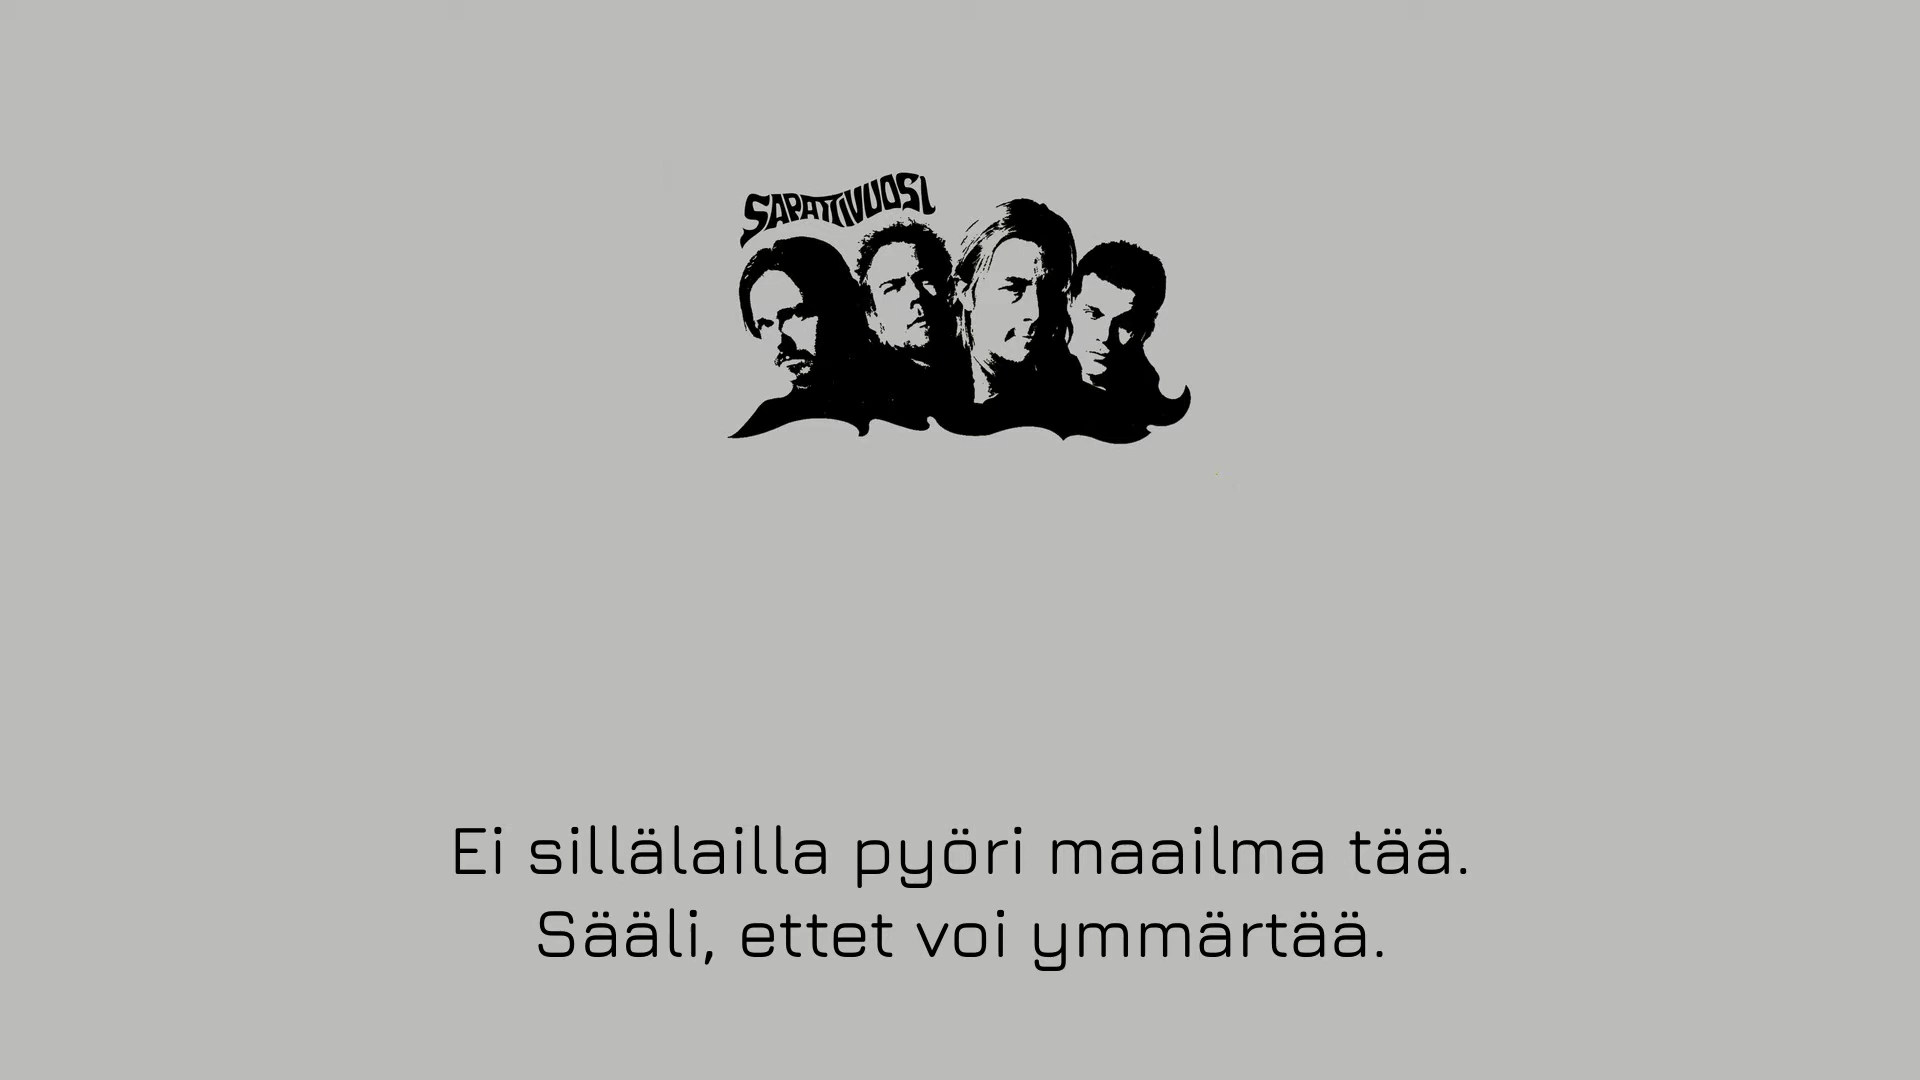 SAPATTIVUOSI
Ei sillälailla pyöri maailma tää.
Sääli, ettet voi ymmärtää.